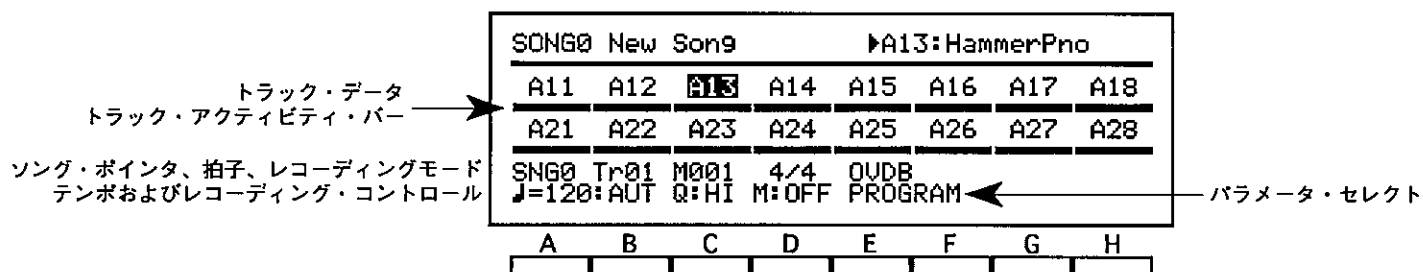 SONG0 New Song ▶A13:HammerPno
A11 A12 A13 A14 A15 A16 A17 A18
トラック・データ
トラック・アクティビティ・バー
A21 A22 A23 A24 A25 A26 A27 A28
ソング・ポインタ、拍子、レコーディングモード
SNG0 Tr01 M001 4/4 OVDB
テンポおよびレコーディング・コントロール
♩=120:AUT Q:HI M:OFF PROGRAM
パラメータ・セレクト
A B C D E F G H